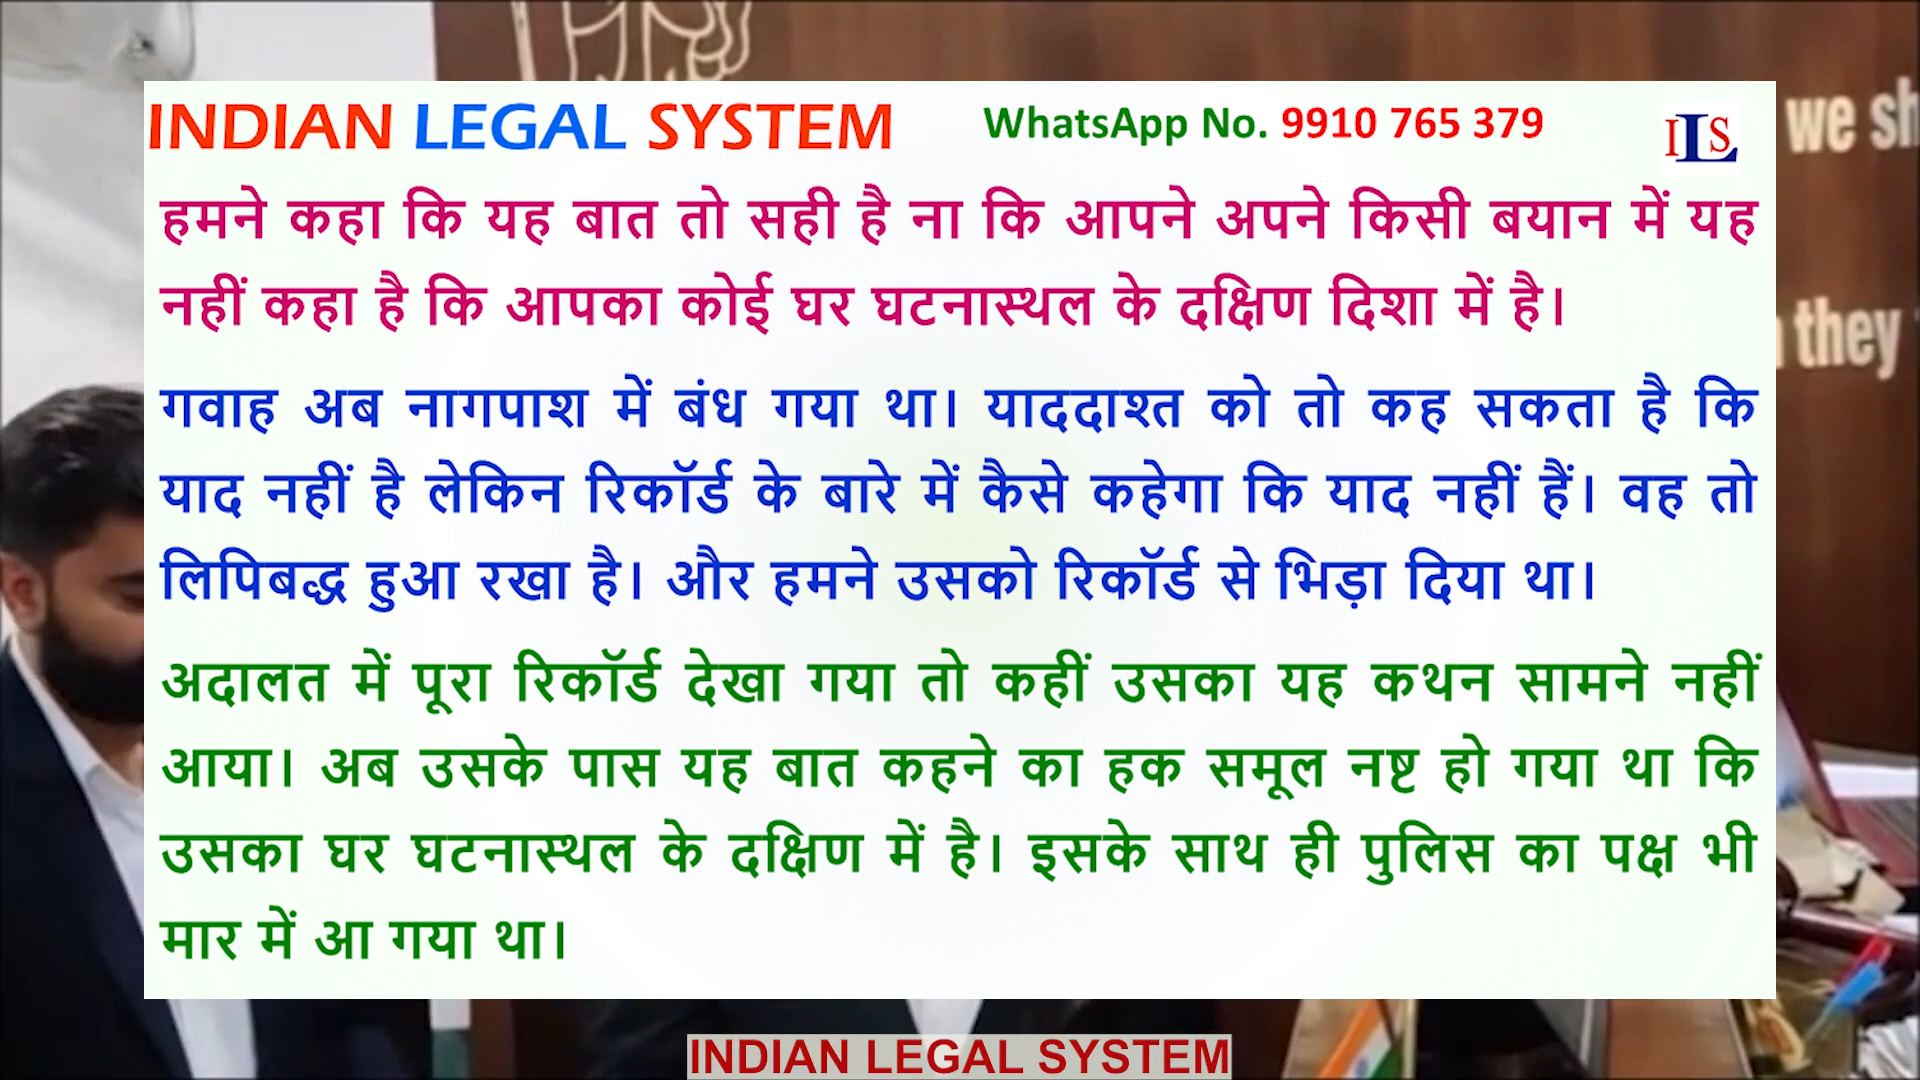 INDIAN LEGAL SYSTEM WhatsApp No. 9910 765 379 ILS
we sh
हमने कहा कि यह बात तो सही है ना कि आपने अपने किसी बयान में यह
नहीं कहा है कि आपका कोई घर घटनास्थल के दक्षिण दिशा में है।
they
गवाह अब नागपाश में बंध गया था। याददाश्त को तो कह सकता है कि
याद नहीं है लेकिन रिकॉर्ड के बारे में कैसे कहेगा कि याद नहीं हैं। वह तो
लिपिबद्ध हुआ रखा है। और हमने उसको रिकॉर्ड से भिड़ा दिया था।
अदालत में पूरा रिकॉर्ड देखा गया तो कहीं उसका यह कथन सामने नहीं
आया। अब उसके पास यह बात कहने का हक समूल नष्ट हो गया था कि
उसका घर घटनास्थल के दक्षिण में है। इसके साथ ही पुलिस का पक्ष भी
मार में आ गया था।
INDIAN LEGAL SYSTEM